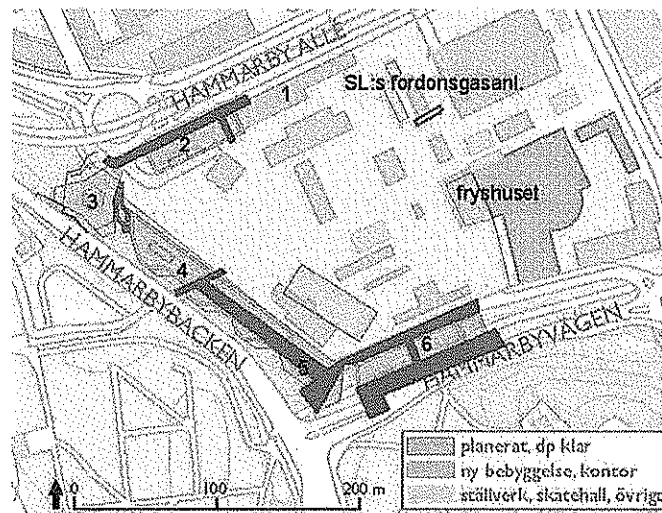 HAMMARBY ALLÉ
1
SL:s fordonsgasanl.
2
3
fryshuset
4
HAMMARBYBACKEN
5
6
HAMMARBYVÄGEN
planerat, dp klar
ny bebyggelse, kontor
ställverk, skatehall, övrigt
0 100 200 m